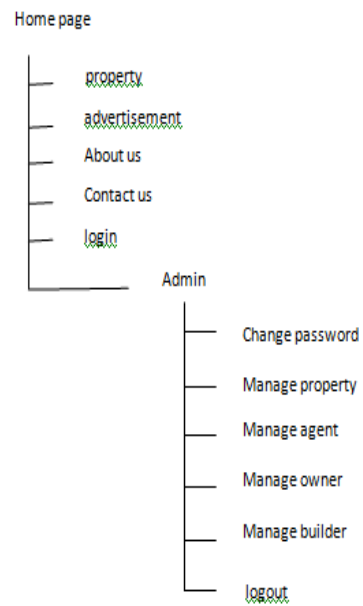 Home page
property
advertisement
About us
Contact us
login
Admin
Change password
Manage property
Manage agent
Manage owner
Manage builder
logout